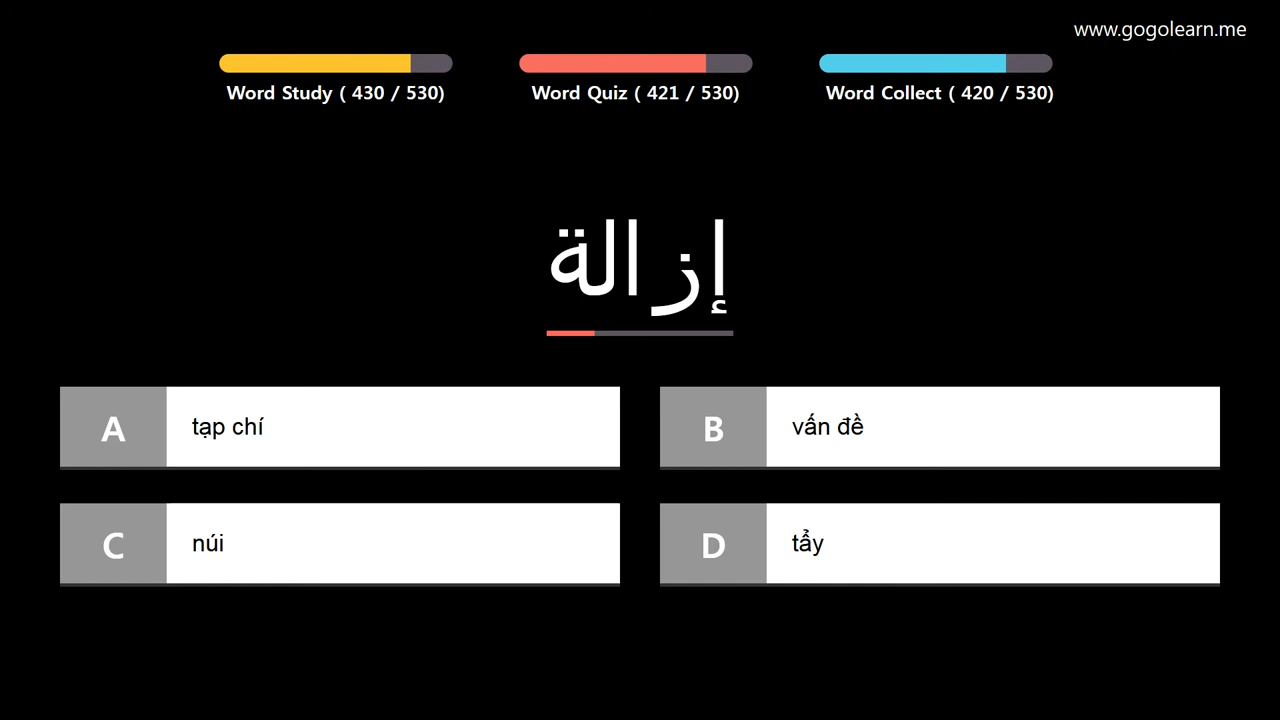 www.gogolearn.me
Word Study ( 430 / 530)
Word Quiz ( 421 / 530)
Word Collect ( 420 / 530)
إزالة
A tạp chí
B vấn đề
C núi
D tẩy